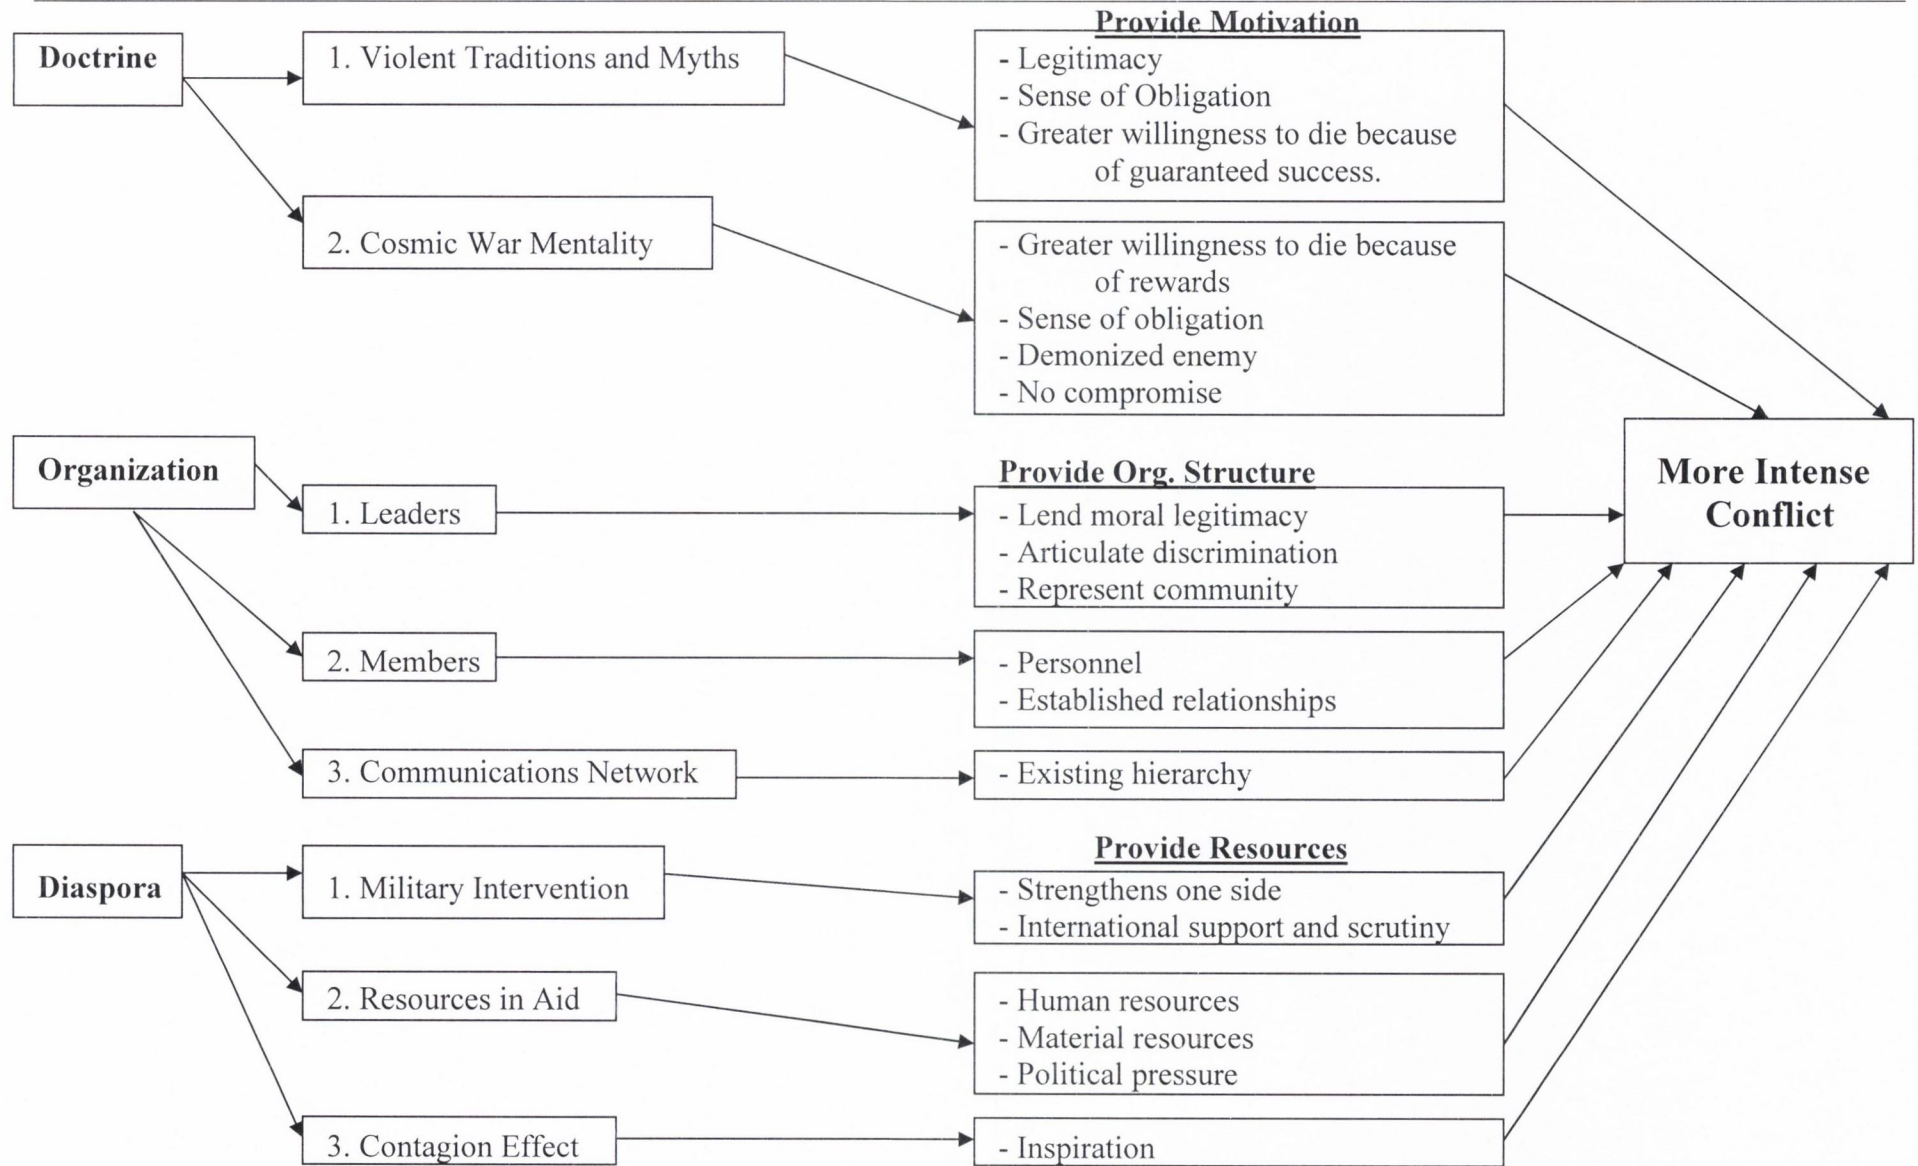 Provide Motivation
Doctrine
1. Violent Traditions and Myths
- Legitimacy
- Sense of Obligation
- Greater willingness to die because
of guaranteed success.
2. Cosmic War Mentality
- Greater willingness to die because
of rewards
- Sense of obligation
- Demonized enemy
- No compromise
Organization
Provide Org. Structure
1. Leaders
- Lend moral legitimacy
- Articulate discrimination
- Represent community
2. Members
- Personnel
- Established relationships
3. Communications Network
- Existing hierarchy
Diaspora
Provide Resources
1. Military Intervention
- Strengthens one side
- International support and scrutiny
2. Resources in Aid
- Human resources
- Material resources
- Political pressure
3. Contagion Effect
- Inspiration
More Intense
Conflict